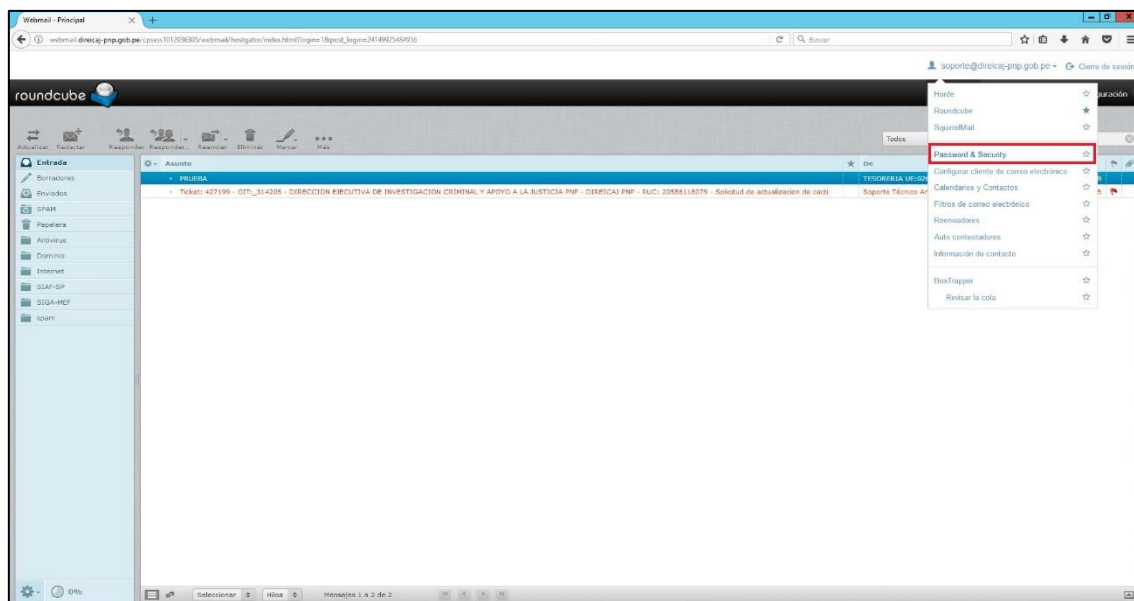 Webmail - Principal
webmail.direicaj-pnp.gob.pe/cpsess1012036305/webmail/hostgator/index.html?login=1&post_login=24149925484956
Buscar
soporte@direicaj-pnp.gob.pe
Cierre de sesión
roundcube
Actualizar
Redactar
Responder
Responder...
Reenviar
Eliminar
Marcar
Más
Todos
Entrada
Borradores
Enviados
SPAM
Papelera
Antivirus
Dominio
Internet
SIAF-SP
SIGA-MEF
spam
Asunto
De
PRUEBA
TESORERIA UE:026
Ticket: 427199 - DIT:_314205 - DIRECCION EJECUTIVA DE INVESTIGACION CRIMINAL Y APOYO A LA JUSTICIA PNP - DIREICAJ PNP - RUC: 20556118079 - Solicitud de actualizacion de cacti
Soporte Técnico
Horde
Roundcube
SquirrelMail
Password & Security
Configurar cliente de correo electrónico
Calendarios y Contactos
Filtros de correo electrónico
Reenviadores
Auto contestadores
Información de contacto
BoxTrapper
Revisar la cola
0%
Seleccionar
Hilos
Mensajes 1 a 2 de 2